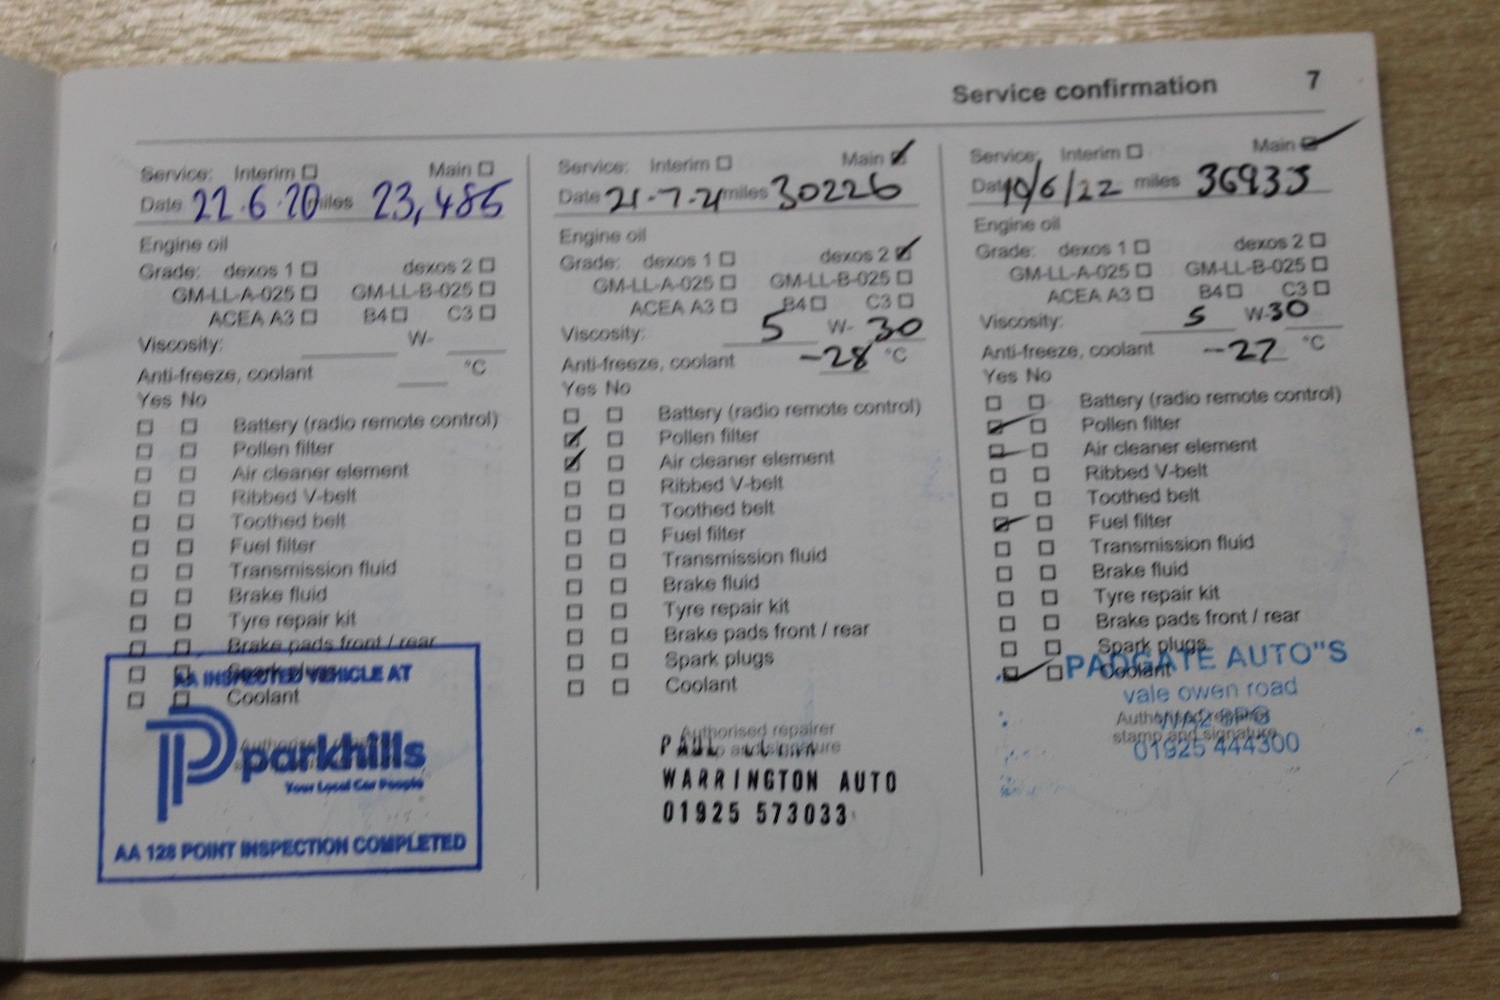 Service confirmation 7
Service: Interim Main
Date 22.6.20 miles 23,485
Engine oil
Grade: dexos 1 dexos 2
GM-LL-A-025 GM-LL-B-025
ACEA A3 B4 C3
Viscosity: W-
Anti-freeze, coolant °C
Yes No
Battery (radio remote control)
Pollen filter
Air cleaner element
Ribbed V-belt
Toothed belt
Fuel filter
Transmission fluid
Brake fluid
Tyre repair kit
Brake pads front / rear
Spark plugs
Coolant
AA INSPECTED VEHICLE AT
parkhills
Your Local Car People
AA 128 POINT INSPECTION COMPLETED
Service: Interim Main
Date 21-7-21 miles 30226
Engine oil
Grade: dexos 1 dexos 2
GM-LL-A-025 GM-LL-B-025
ACEA A3 B4 C3
Viscosity: 5 W- 30
Anti-freeze, coolant -28 °C
Yes No
Battery (radio remote control)
Pollen filter
Air cleaner element
Ribbed V-belt
Toothed belt
Fuel filter
Transmission fluid
Brake fluid
Tyre repair kit
Brake pads front / rear
Spark plugs
Coolant
Authorised repairer
stamp and signature
PAUL
WARRINGTON AUTO
01925 573033
Service: Interim Main
Date 10/6/22 miles 36935
Engine oil
Grade: dexos 1 dexos 2
GM-LL-A-025 GM-LL-B-025
ACEA A3 B4 C3
Viscosity: 5 W-30
Anti-freeze, coolant -27 °C
Yes No
Battery (radio remote control)
Pollen filter
Air cleaner element
Ribbed V-belt
Toothed belt
Fuel filter
Transmission fluid
Brake fluid
Tyre repair kit
Brake pads front / rear
Spark plugs
Coolant
PADGATE AUTO"S
vale owen road
Authorised repairer
stamp and signature
01925 444300